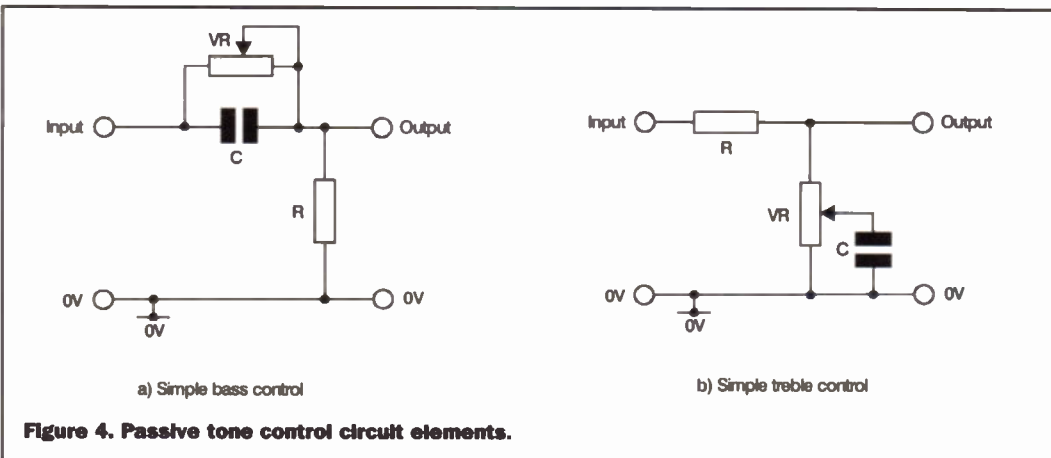 VR
Input
Output
C
R
0V
0V
0V
a) Simple bass control
Input
Output
R
VR
C
0V
0V
0V
b) Simple treble control
Figure 4. Passive tone control circuit elements.